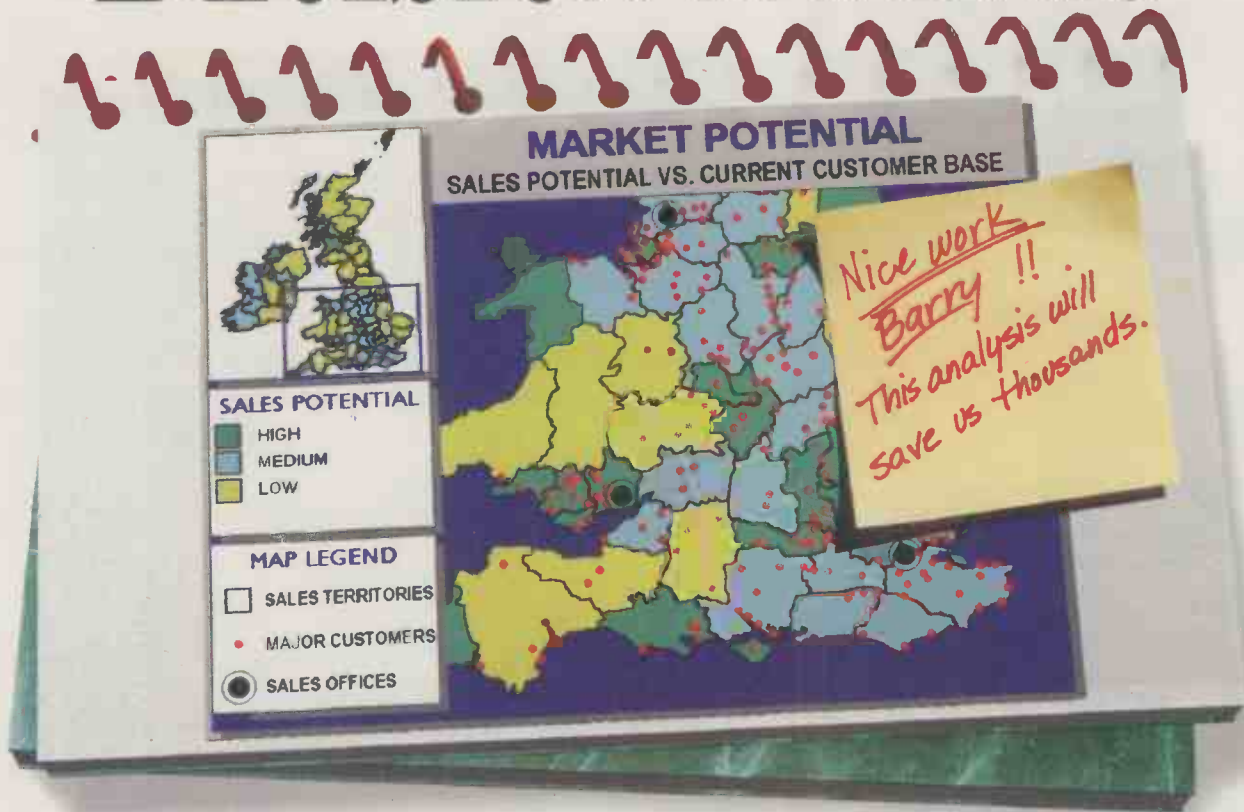 MARKET POTENTIAL
SALES POTENTIAL VS. CURRENT CUSTOMER BASE
SALES POTENTIAL
HIGH
MEDIUM
LOW
MAP LEGEND
SALES TERRITORIES
MAJOR CUSTOMERS
SALES OFFICES
Nice work
Barry !!
This analysis will
save us thousands.